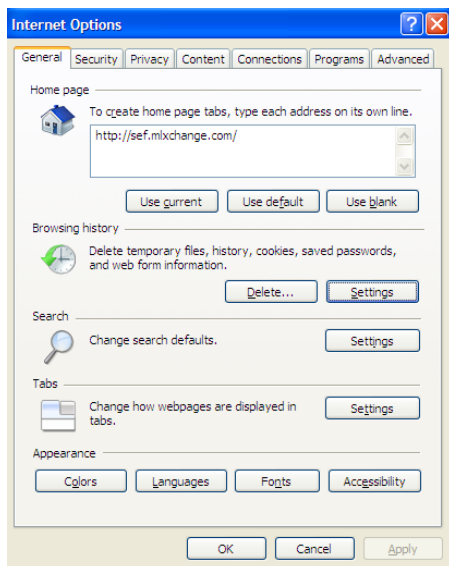 Internet Options
General Security Privacy Content Connections Programs Advanced
Home page
To create home page tabs, type each address on its own line.
http://sef.mlxchange.com/
Use current Use default Use blank
Browsing history
Delete temporary files, history, cookies, saved passwords,
and web form information.
Delete... Settings
Search
Change search defaults. Settings
Tabs
Change how webpages are displayed in
tabs.
Settings
Appearance
Colors Languages Fonts Accessibility
OK Cancel Apply